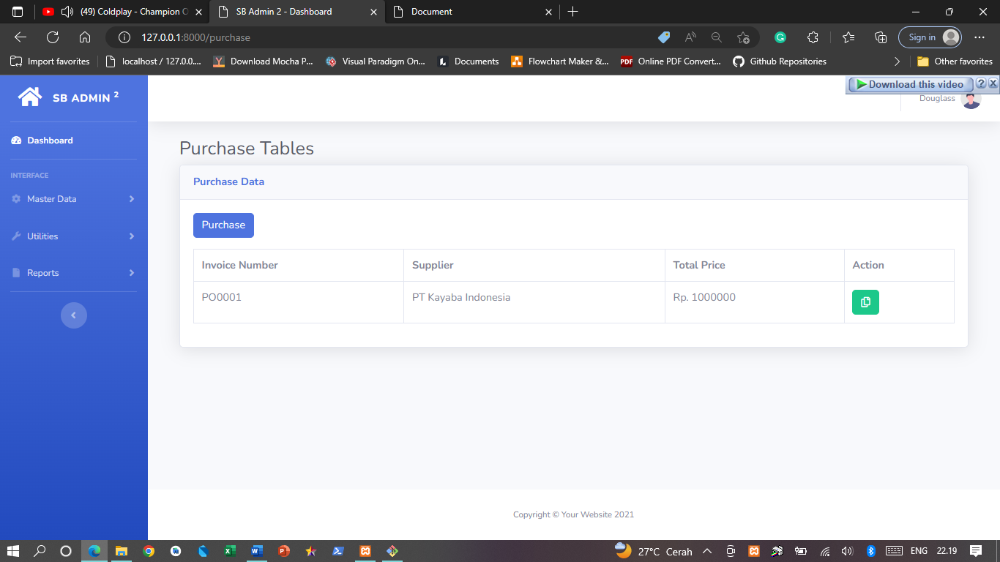 (49) Coldplay - Champion O
SB Admin 2 - Dashboard
Document
127.0.0.1:8000/purchase
Sign in
Import favorites
localhost / 127.0.0....
Download Mocha P...
Visual Paradigm On...
Documents
Flowchart Maker &...
PDF
Online PDF Convert...
Github Repositories
Other favorites
SB ADMIN 2
Download this video
Douglass
Dashboard
INTERFACE
Master Data
Utilities
Reports
Purchase Tables
Purchase Data
Purchase
Invoice Number Supplier Total Price Action
PO0001 PT Kayaba Indonesia Rp. 1000000
Copyright © Your Website 2021
27°C Cerah
ENG
22.19